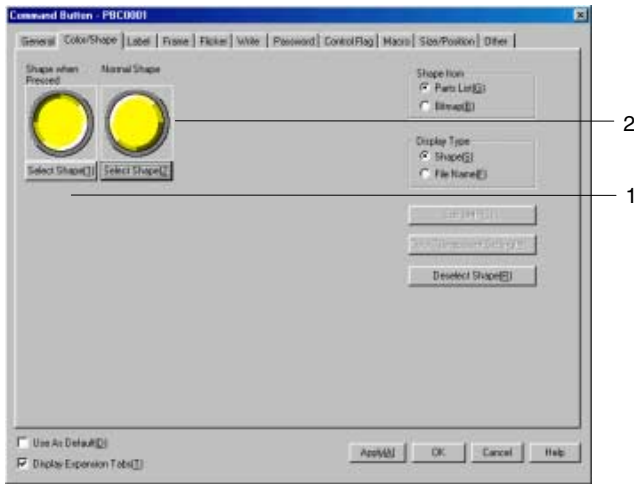 Command Button - PBC0001
General Color/Shape Label Frame Flicker Write Password Control Flag Macro Size/Position Other
Shape when Pressed
Normal Shape
Select Shape(1)
Select Shape(2)
Shape from
Parts List(G)
Bitmap(B)
Display Type
Shape(S)
File Name(F)
Deselect Shape(R)
2
1
Use As Default(D)
Display Expansion Tabs(T)
Apply(A) OK Cancel Help